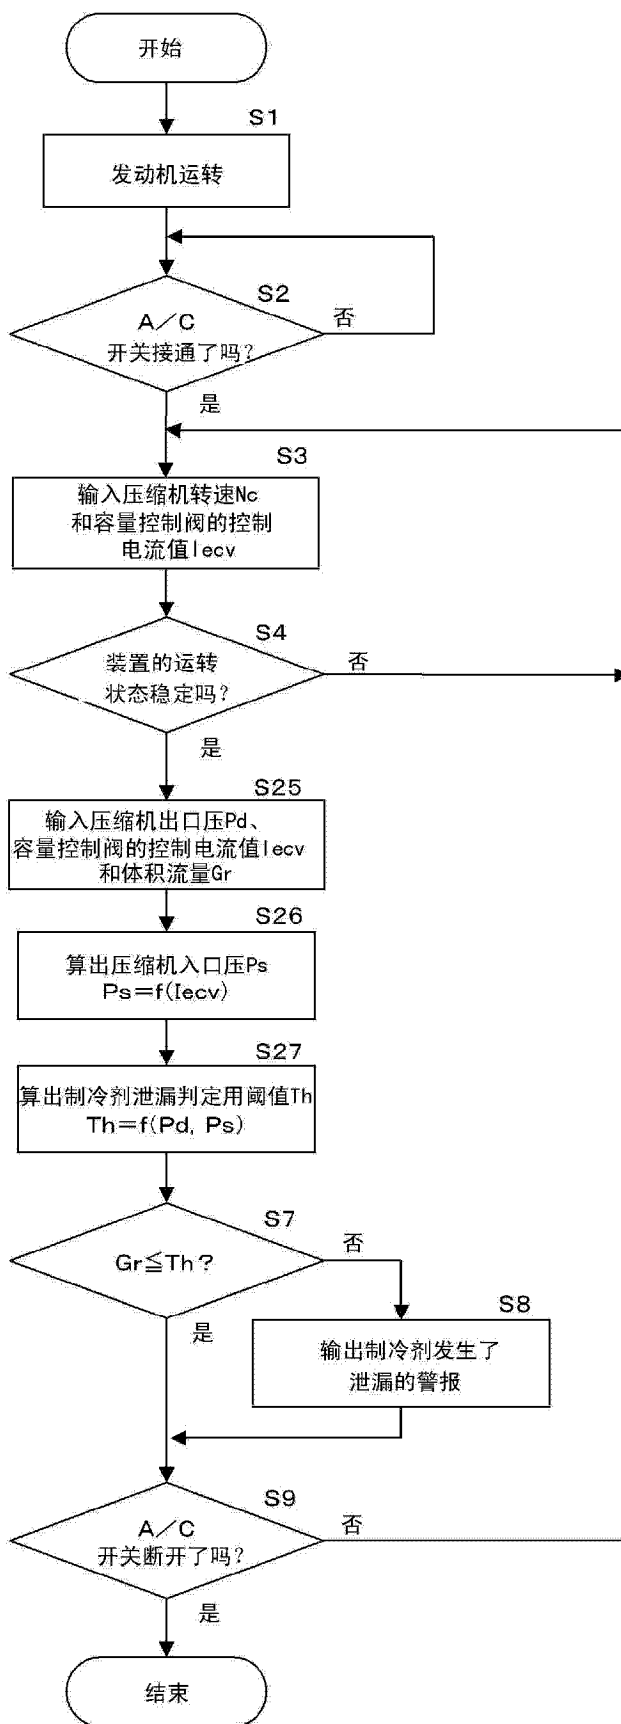 开始
S1
发动机运转
S2
A／C
开关接通了吗？
否
是
S3
输入压缩机转速Nc
和容量控制阀的控制
电流值Iecv
S4
装置的运转
状态稳定吗？
否
是
S25
输入压缩机出口压Pd、
容量控制阀的控制电流值Iecv
和体积流量Gr
S26
算出压缩机入口压Ps
Ps＝f(Iecv)
S27
算出制冷剂泄漏判定用阈值Th
Th＝f(Pd, Ps)
S7
Gr≦Th？
否
是
S8
输出制冷剂发生了
泄漏的警报
S9
A／C
开关断开了吗？
否
是
结束